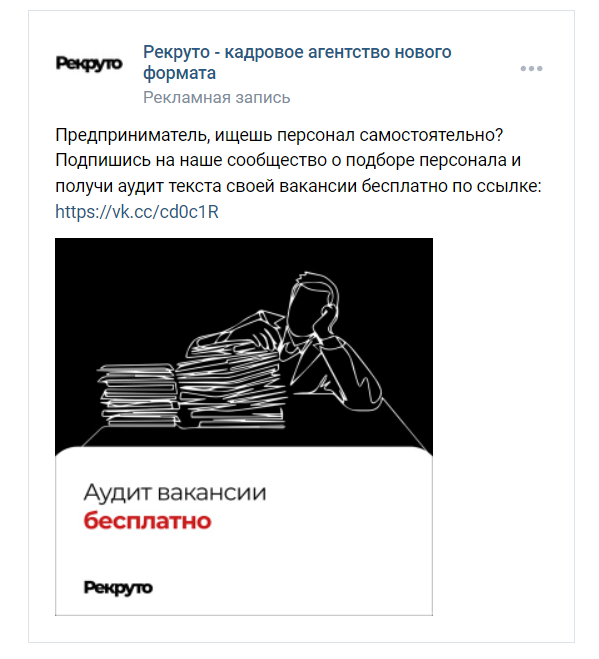 Рекруто
Рекруто - кадровое агентство нового
формата
Рекламная запись
Предприниматель, ищешь персонал самостоятельно?
Подпишись на наше сообщество о подборе персонала и
получи аудит текста своей вакансии бесплатно по ссылке:
https://vk.cc/cd0c1R
Аудит вакансии
бесплатно
Рекруто